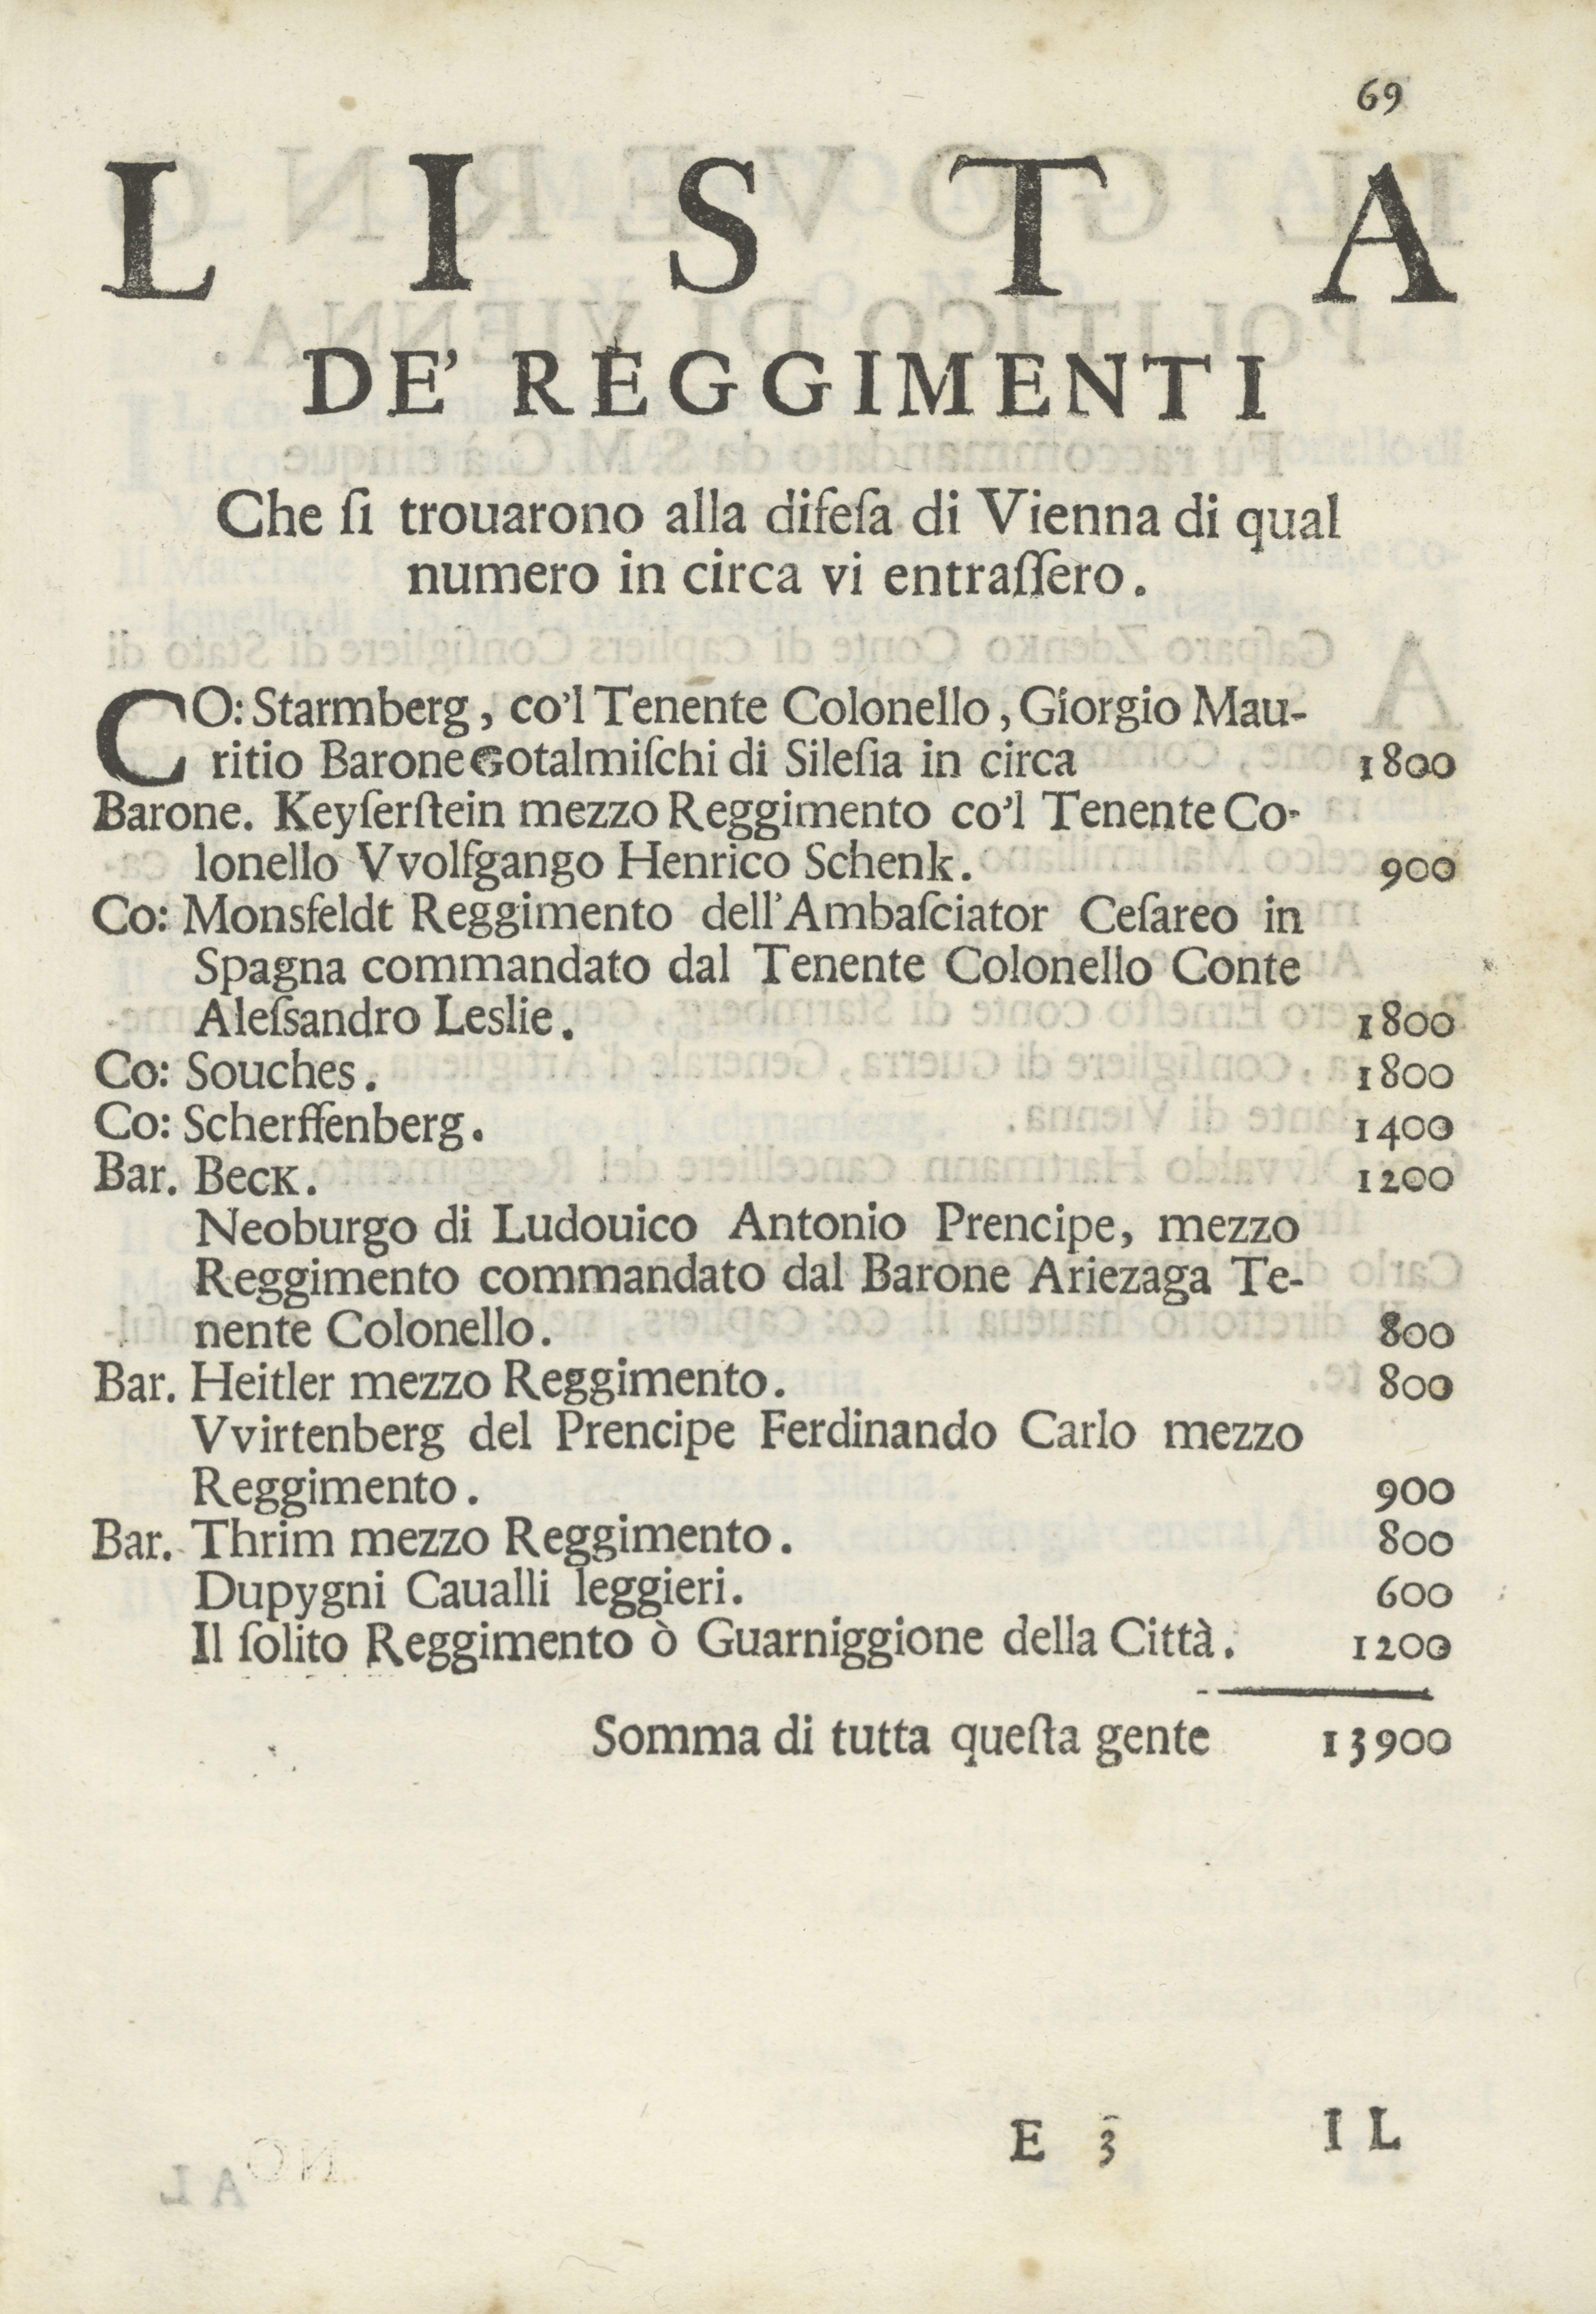 69
LISTA
DE' REGGIMENTI
Che ſi trouarono alla difeſa di Vienna di qual
numero in circa vi entraſſero.
CO: Starmberg, co'l Tenente Colonello, Giorgio Mau-
ritio Barone Gotalmiſchi di Sileſia in circa 1800
Barone. Keyſerſtein mezzo Reggimento co'l Tenente Co-
lonello Vvolfgango Henrico Schenk. 900
Co: Monsfeldt Reggimento dell'Ambaſciator Ceſareo in
Spagna commandato dal Tenente Colonello Conte
Aleſsandro Leslie. 1800
Co: Souches. 1800
Co: Scherffenberg. 1400
Bar. Beck. 1200
Neoburgo di Ludouico Antonio Prencipe, mezzo
Reggimento commandato dal Barone Ariezaga Te-
nente Colonello. 800
Bar. Heitler mezzo Reggimento. 800
Vvirtenberg del Prencipe Ferdinando Carlo mezzo
Reggimento. 900
Bar. Thrim mezzo Reggimento. 800
Dupygni Caualli leggieri. 600
Il ſolito Reggimento ò Guarniggione della Città. 1200
Somma di tutta queſta gente 13900
E 3 IL